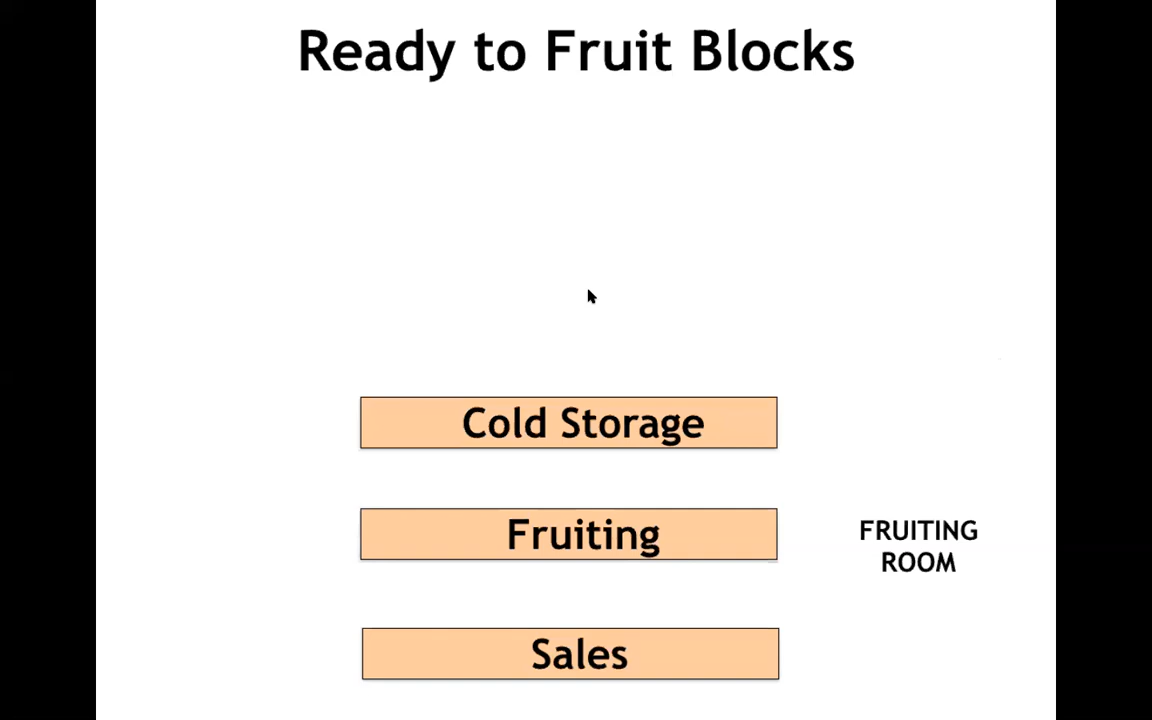 Ready to Fruit Blocks
Cold Storage
Fruiting
FRUITING
ROOM
Sales